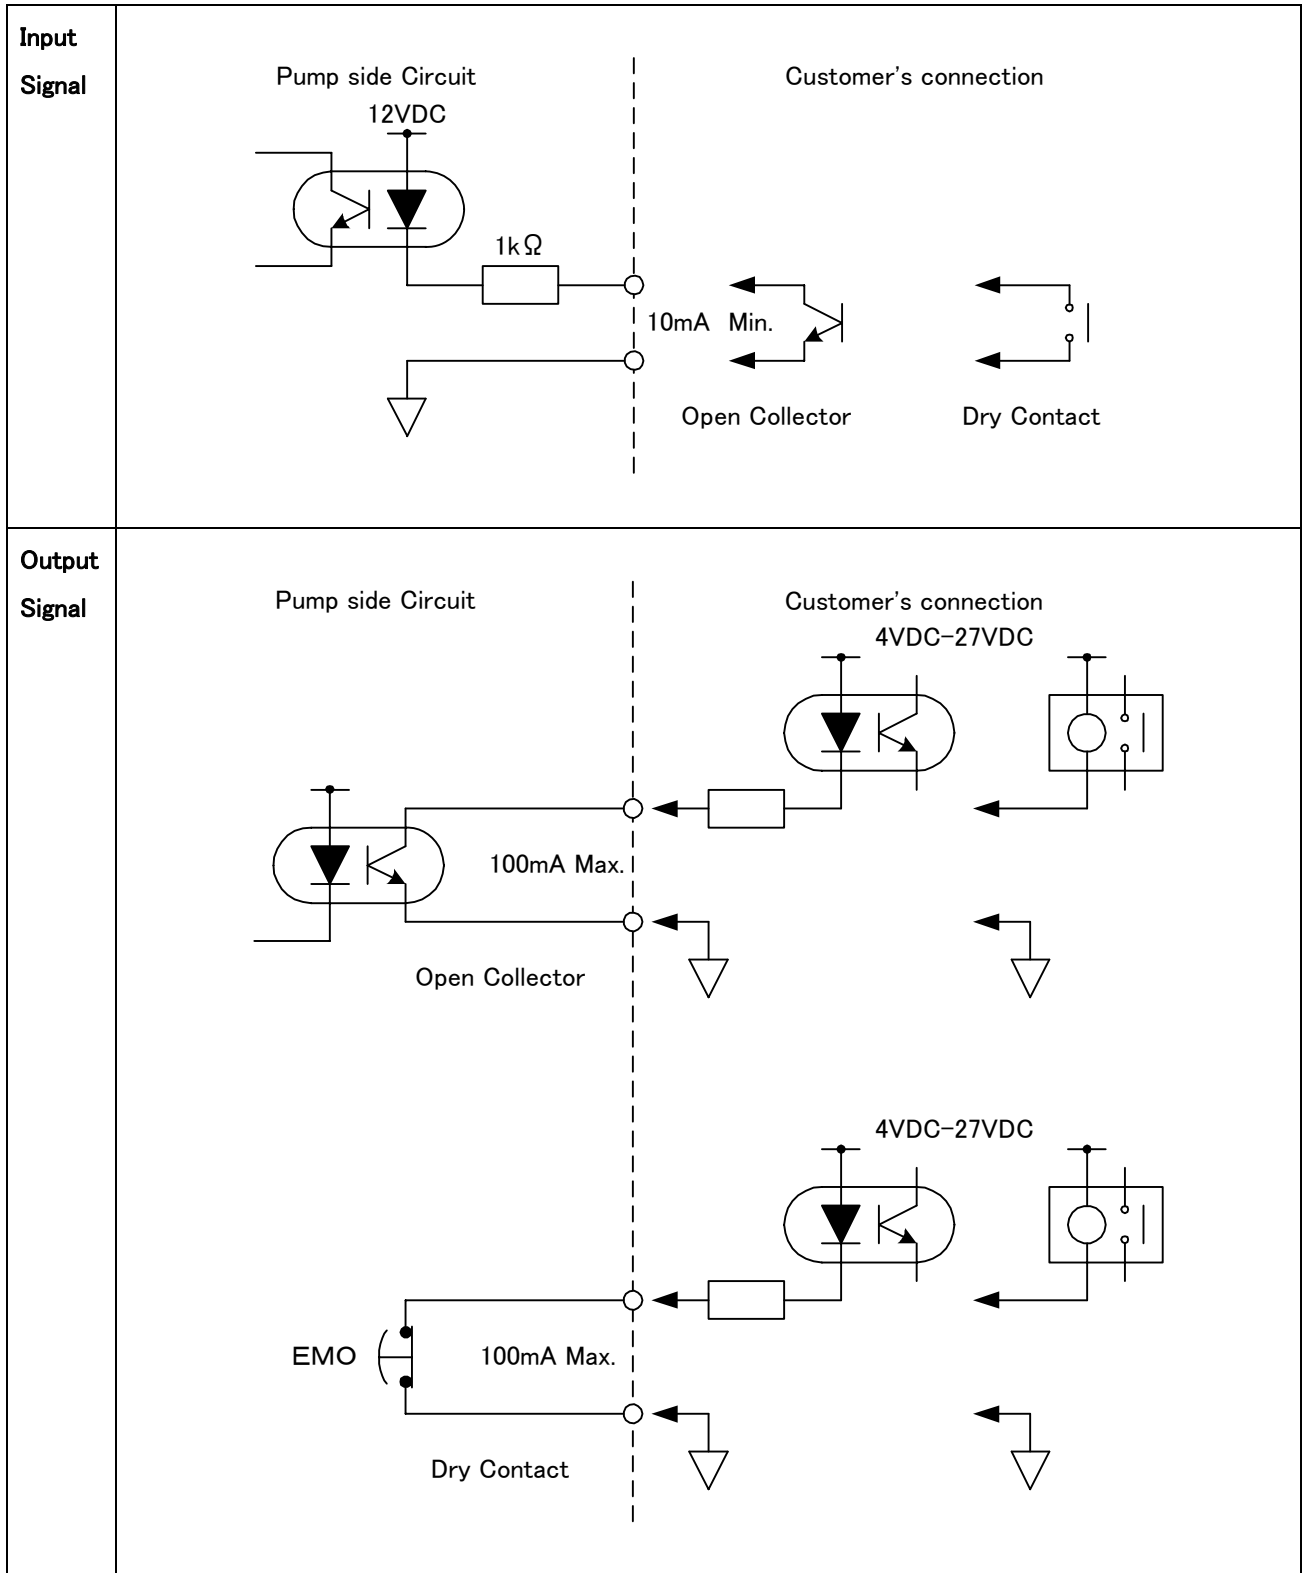 Input
Signal
Pump side Circuit
Customer's connection
12VDC
1kΩ
10mA Min.
Open Collector
Dry Contact
Output
Signal
Pump side Circuit
Customer's connection
4VDC-27VDC
100mA Max.
Open Collector
4VDC-27VDC
EMO
100mA Max.
Dry Contact